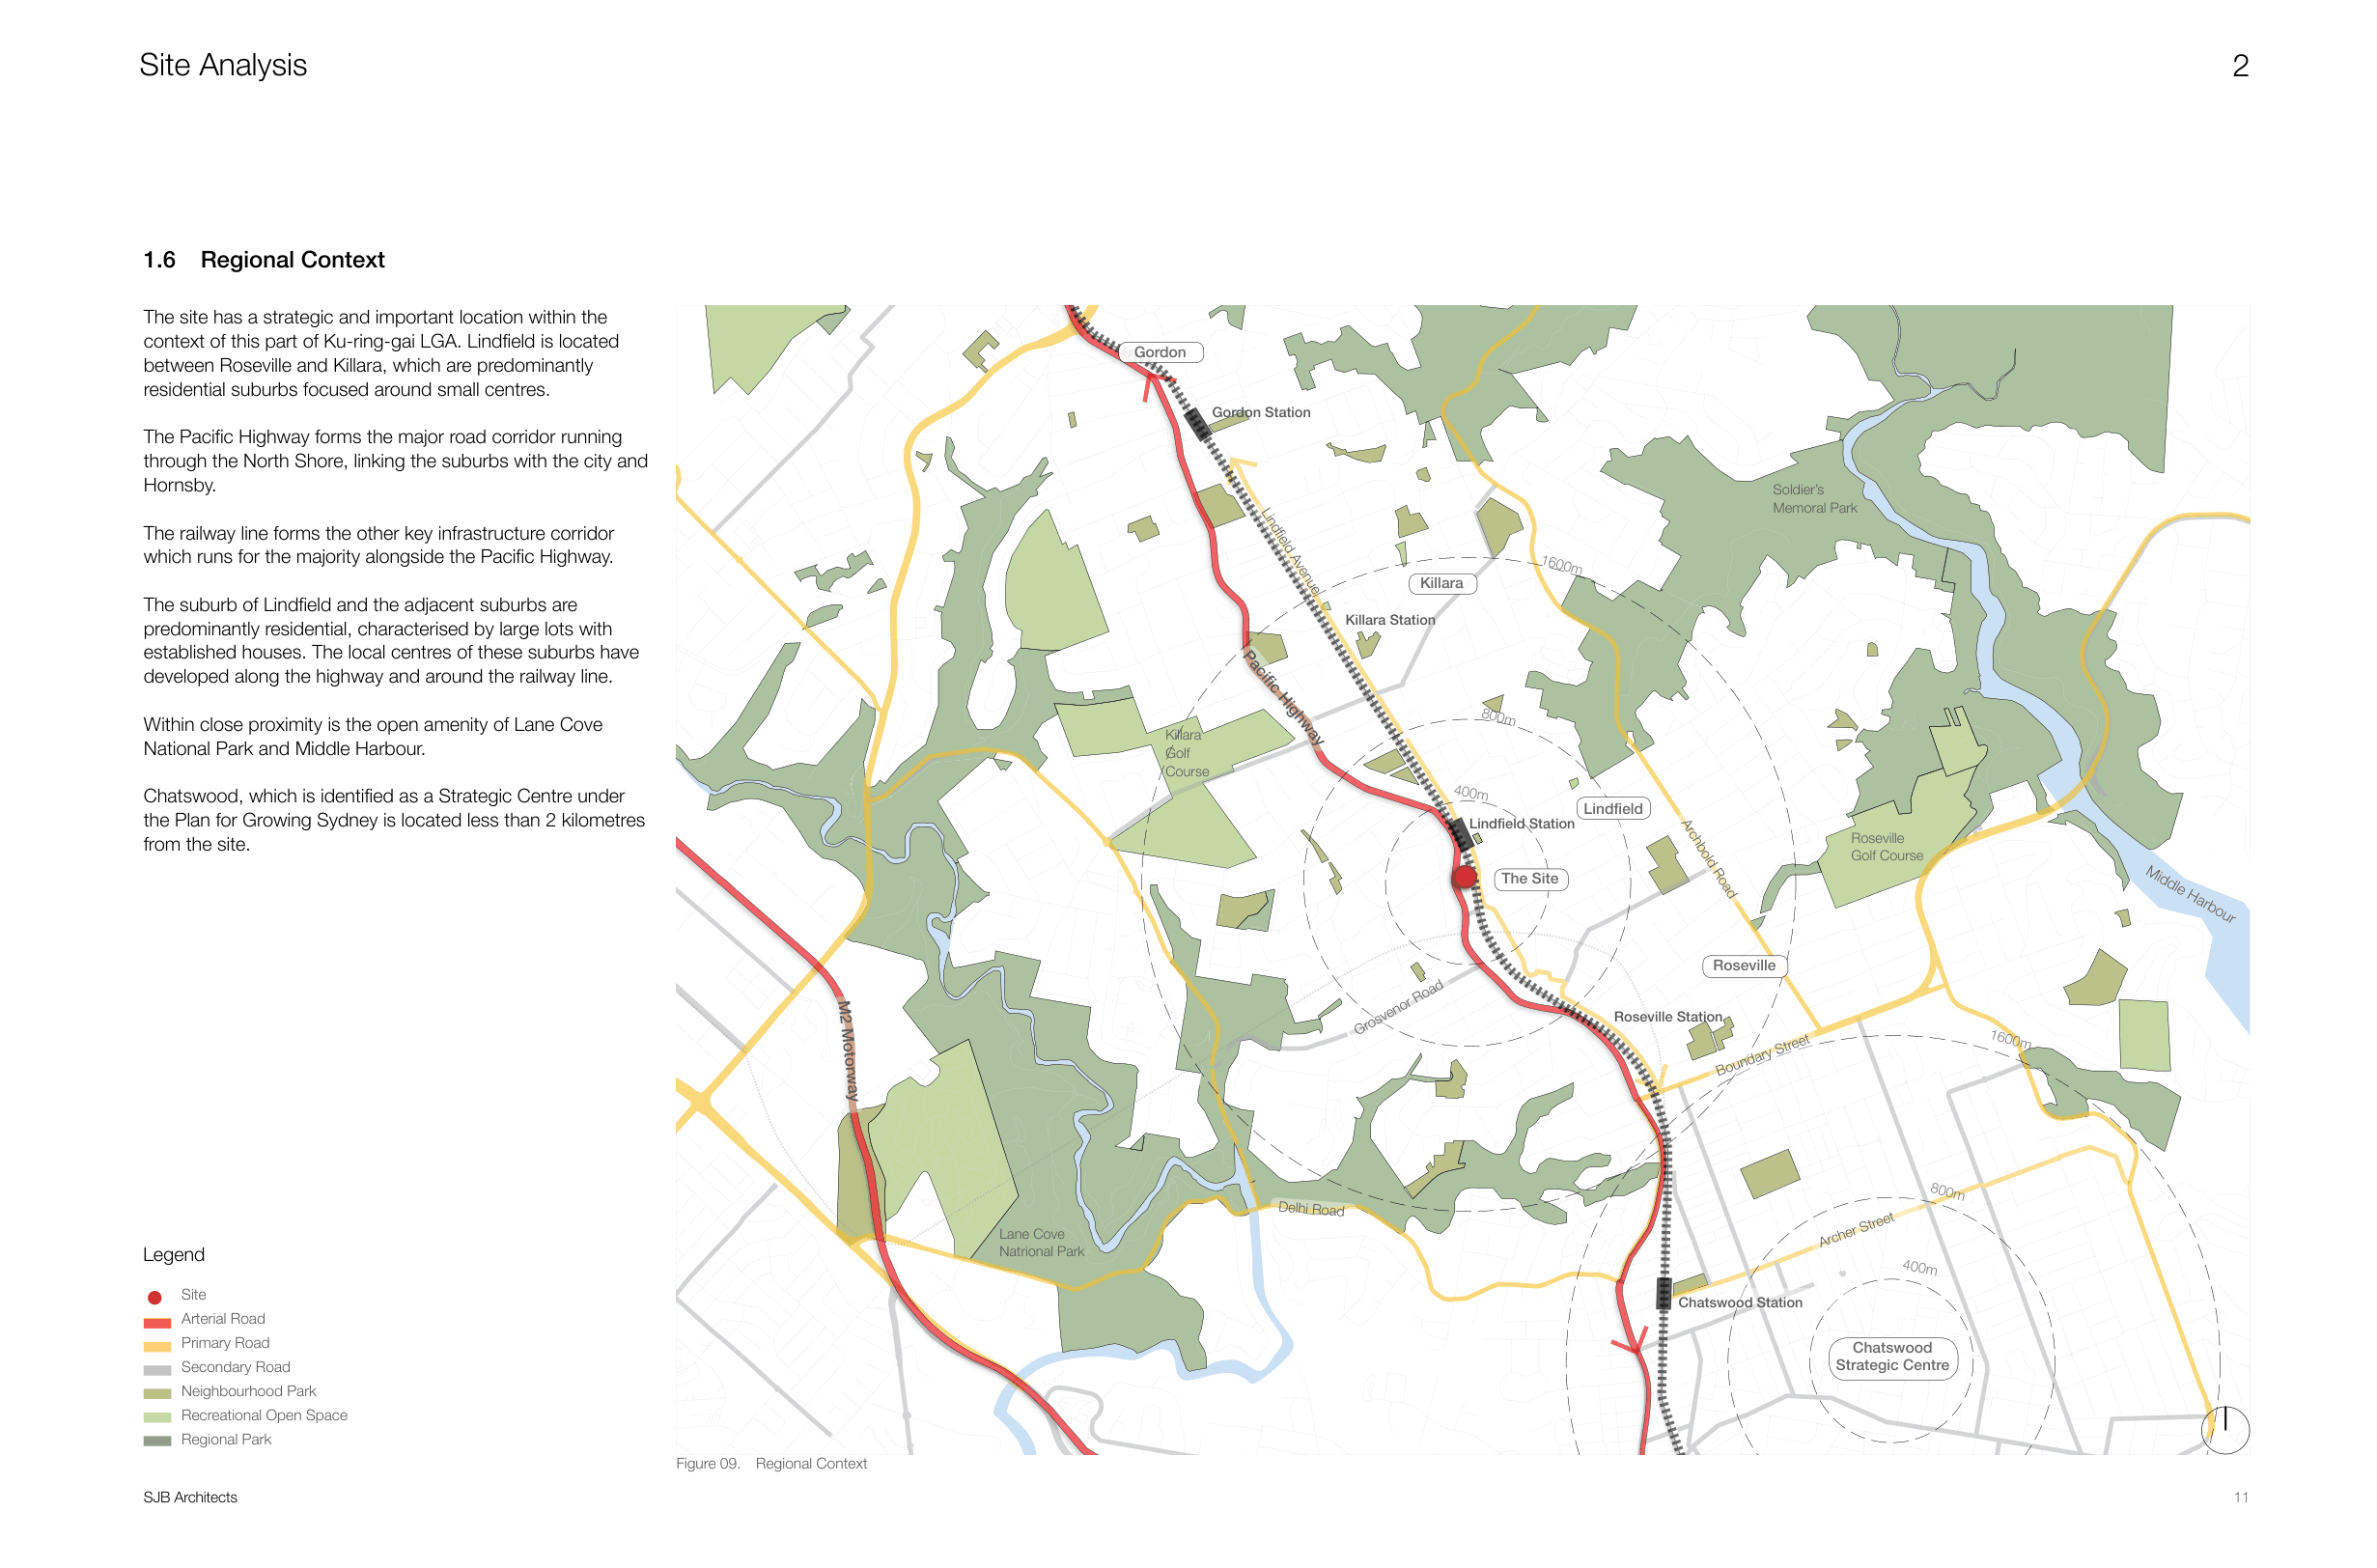 Site Analysis
2
1.6 Regional Context
The site has a strategic and important location within the
context of this part of Ku-ring-gai LGA. Lindfield is located
between Roseville and Killara, which are predominantly
residential suburbs focused around small centres.
The Pacific Highway forms the major road corridor running
through the North Shore, linking the suburbs with the city and
Hornsby.
The railway line forms the other key infrastructure corridor
which runs for the majority alongside the Pacific Highway.
The suburb of Lindfield and the adjacent suburbs are
predominantly residential, characterised by large lots with
established houses. The local centres of these suburbs have
developed along the highway and around the railway line.
Within close proximity is the open amenity of Lane Cove
National Park and Middle Harbour.
Chatswood, which is identified as a Strategic Centre under
the Plan for Growing Sydney is located less than 2 kilometres
from the site.
Legend
Site
Arterial Road
Primary Road
Secondary Road
Neighbourhood Park
Recreational Open Space
Regional Park
Gordon
Gordon Station
Lindfield Avenue
Soldier's
Memoral Park
1600m
Killara
Killara Station
Pacific Highway
800m
Killara
Golf
Course
400m
Lindfield
Lindfield Station
Archbold Road
Roseville
Golf Course
The Site
Middle Harbour
Roseville
Grosvenor Road
M2 Motorway
Roseville Station
Boundary Street
1600m
800m
Delhi Road
Archer Street
Lane Cove
Natrional Park
400m
Chatswood Station
Chatswood
Strategic Centre
Figure 09. Regional Context
SJB Architects
11